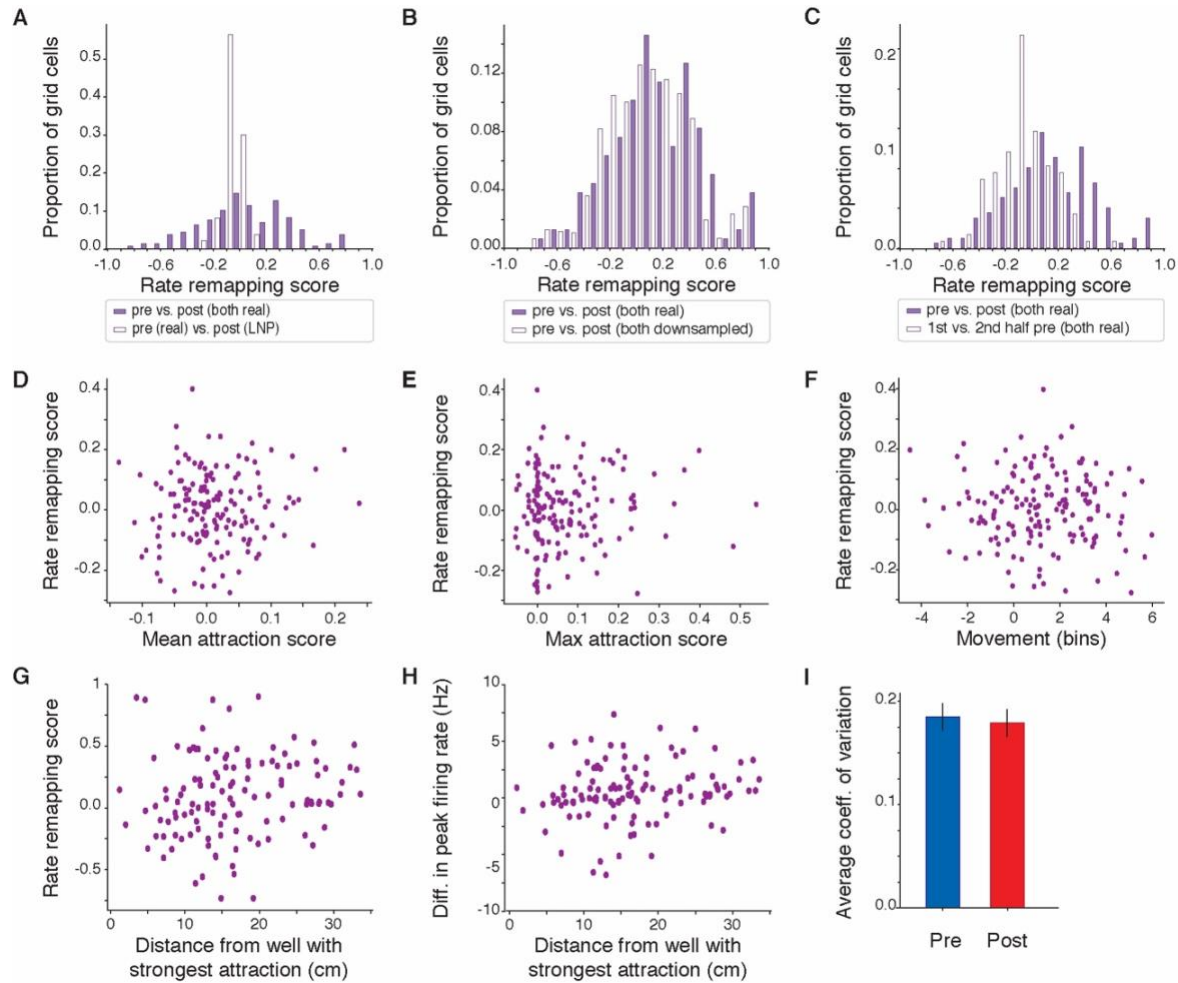 A
Proportion of grid cells
0.5
0.4
0.3
0.2
0.1
0.0
-1.0 -0.6 -0.2 0.2 0.6 1.0
Rate remapping score
pre vs. post (both real)
pre (real) vs. post (LNP)
B
Proportion of grid cells
0.12
0.08
0.04
0.00
-1.0 -0.6 -0.2 0.2 0.6 1.0
Rate remapping score
pre vs. post (both real)
pre vs. post (both downsampled)
C
Proportion of grid cells
0.2
0.1
0.0
-1.0 -0.6 -0.2 0.2 0.6 1.0
Rate remapping score
pre vs. post (both real)
1st vs. 2nd half pre (both real)
D
Rate remapping score
0.4
0.2
0.0
-0.2
-0.1 0.0 0.1 0.2
Mean attraction score
E
Rate remapping score
0.4
0.2
0.0
-0.2
0.0 0.1 0.2 0.3 0.4 0.5
Max attraction score
F
Rate remapping score
0.4
0.2
0.0
-0.2
-4 -2 0 2 4 6
Movement (bins)
G
Rate remapping score
1
0.5
0.0
-0.5
0 10 20 30
Distance from well with
strongest attraction (cm)
H
Diff. in peak firing rate (Hz)
10
5
0
-5
-10
0 10 20 30
Distance from well with
strongest attraction (cm)
I
Average coeff. of variation
0.2
0.1
0.0
Pre Post